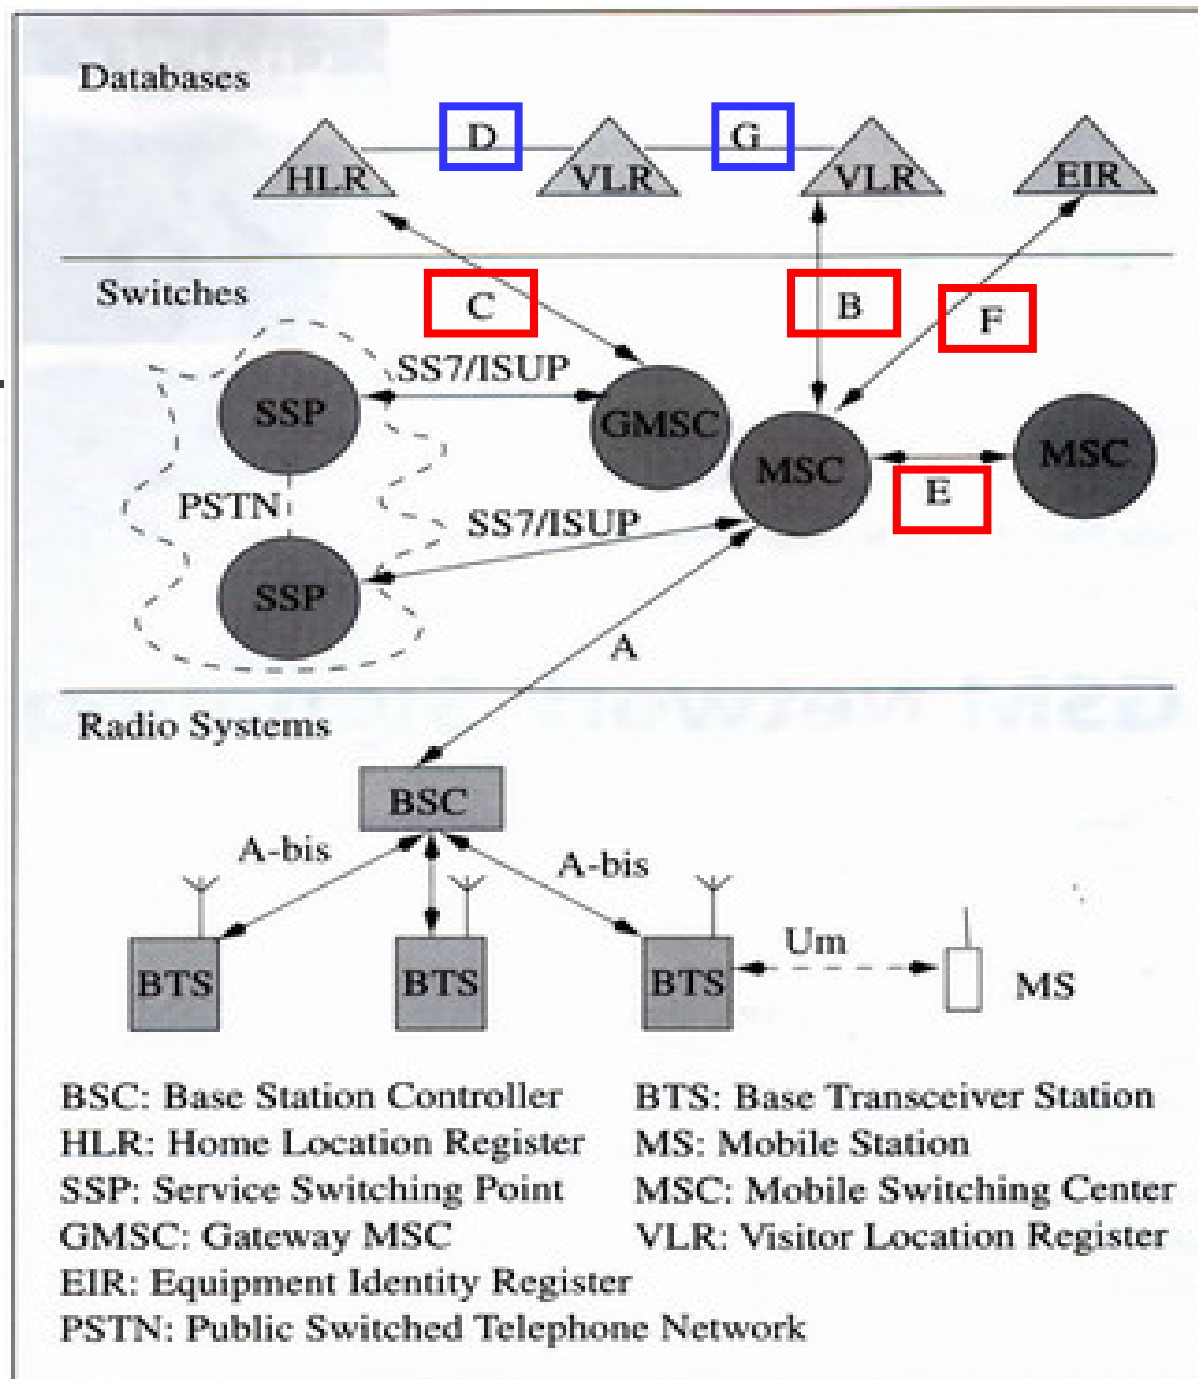 Databases
D
G
HLR
VLR
VLR
EIR
Switches
C
B
F
SS7/ISUP
SSP
GMSC
MSC
MSC
E
PSTN
SS7/ISUP
SSP
A
Radio Systems
BSC
A-bis
A-bis
Um
BTS
BTS
BTS
MS
BSC: Base Station Controller
BTS: Base Transceiver Station
HLR: Home Location Register
MS: Mobile Station
SSP: Service Switching Point
MSC: Mobile Switching Center
GMSC: Gateway MSC
VLR: Visitor Location Register
EIR: Equipment Identity Register
PSTN: Public Switched Telephone Network